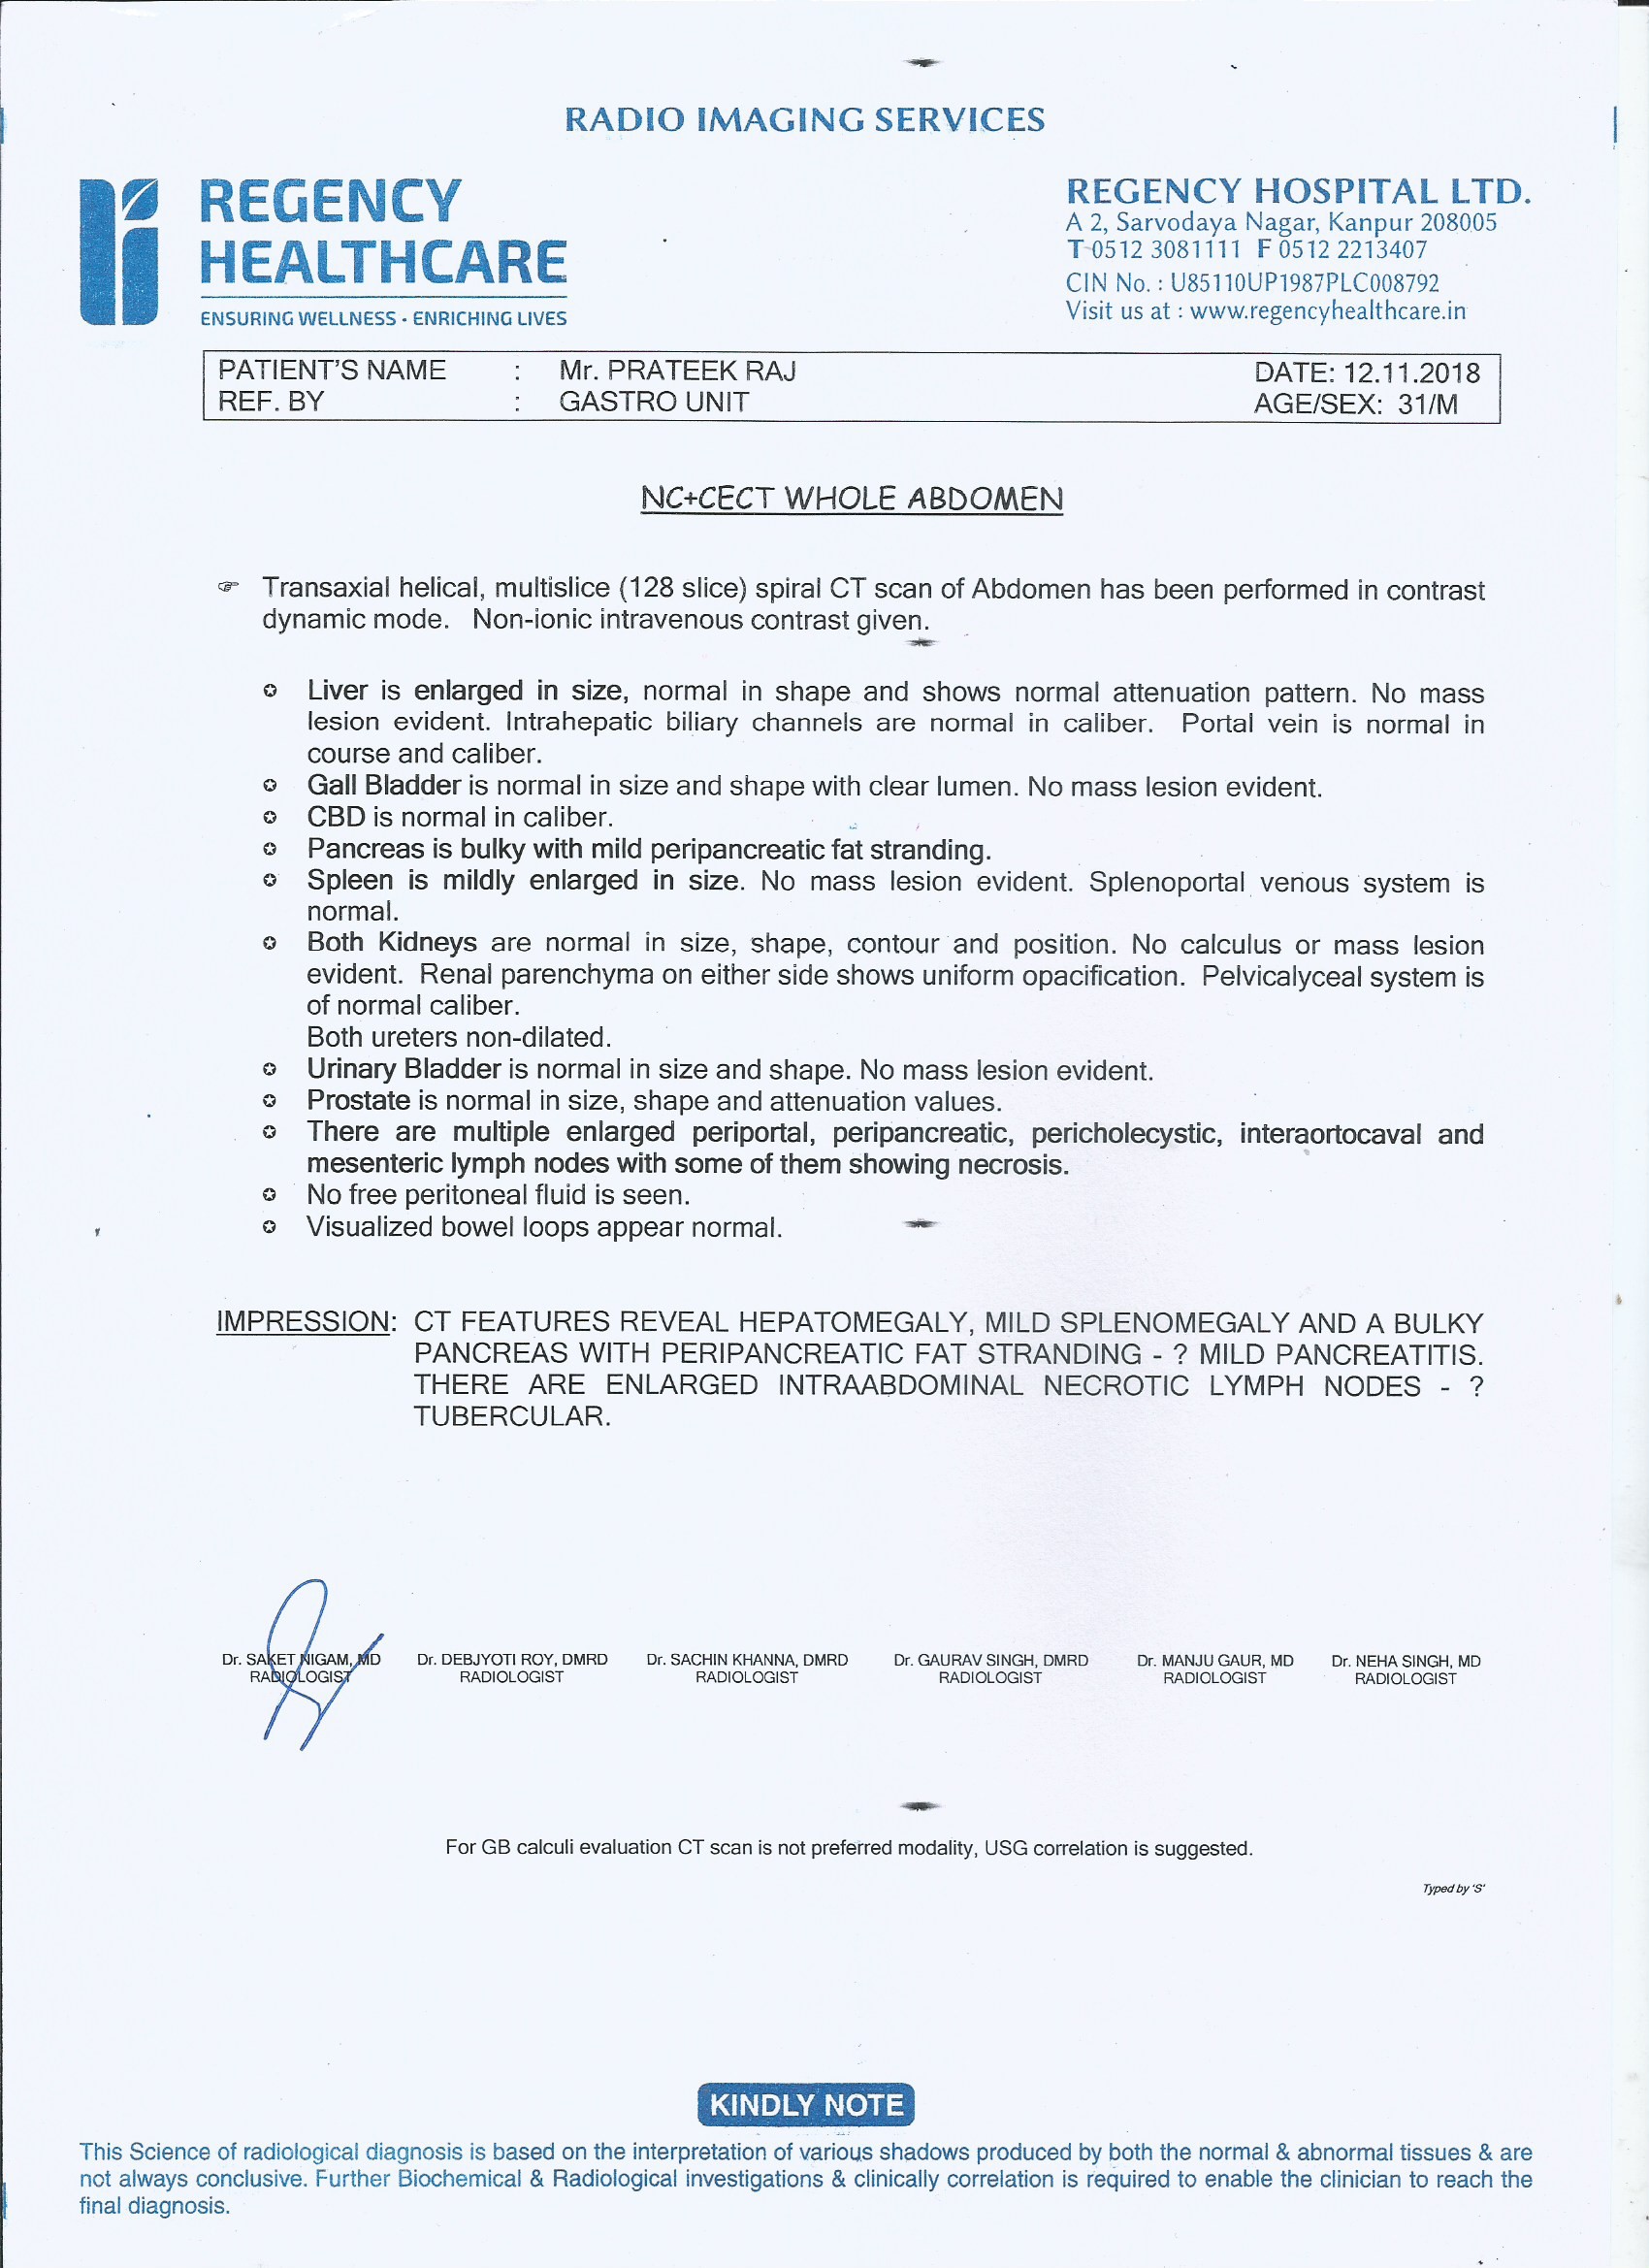 RADIO IMAGING SERVICES
REGENCY
HEALTHCARE
ENSURING WELLNESS · ENRICHING LIVES
REGENCY HOSPITAL LTD.
A 2, Sarvodaya Nagar, Kanpur 208005
T 0512 3081111 F 0512 2213407
CIN No. : U85110UP1987PLC008792
Visit us at : www.regencyhealthcare.in
PATIENT'S NAME : Mr. PRATEEK RAJ DATE: 12.11.2018
REF. BY : GASTRO UNIT AGE/SEX: 31/M
NC+CECT WHOLE ABDOMEN
Transaxial helical, multislice (128 slice) spiral CT scan of Abdomen has been performed in contrast
dynamic mode. Non-ionic intravenous contrast given.
Liver is enlarged in size, normal in shape and shows normal attenuation pattern. No mass
lesion evident. Intrahepatic biliary channels are normal in caliber. Portal vein is normal in
course and caliber.
Gall Bladder is normal in size and shape with clear lumen. No mass lesion evident.
CBD is normal in caliber.
Pancreas is bulky with mild peripancreatic fat stranding.
Spleen is mildly enlarged in size. No mass lesion evident. Splenoportal venous system is
normal.
Both Kidneys are normal in size, shape, contour and position. No calculus or mass lesion
evident. Renal parenchyma on either side shows uniform opacification. Pelvicalyceal system is
of normal caliber.
Both ureters non-dilated.
Urinary Bladder is normal in size and shape. No mass lesion evident.
Prostate is normal in size, shape and attenuation values.
There are multiple enlarged periportal, peripancreatic, pericholecystic, interaortocaval and
mesenteric lymph nodes with some of them showing necrosis.
No free peritoneal fluid is seen.
Visualized bowel loops appear normal.
IMPRESSION: CT FEATURES REVEAL HEPATOMEGALY, MILD SPLENOMEGALY AND A BULKY
PANCREAS WITH PERIPANCREATIC FAT STRANDING - ? MILD PANCREATITIS.
THERE ARE ENLARGED INTRAABDOMINAL NECROTIC LYMPH NODES - ?
TUBERCULAR.
Dr. SAKET NIGAM, MD Dr. DEBJYOTI ROY, DMRD Dr. SACHIN KHANNA, DMRD Dr. GAURAV SINGH, DMRD Dr. MANJU GAUR, MD Dr. NEHA SINGH, MD
RADIOLOGIST RADIOLOGIST RADIOLOGIST RADIOLOGIST RADIOLOGIST RADIOLOGIST
For GB calculi evaluation CT scan is not preferred modality, USG correlation is suggested.
Typed by 'S'
KINDLY NOTE
This Science of radiological diagnosis is based on the interpretation of various shadows produced by both the normal & abnormal tissues & are
not always conclusive. Further Biochemical & Radiological investigations & clinically correlation is required to enable the clinician to reach the
final diagnosis.